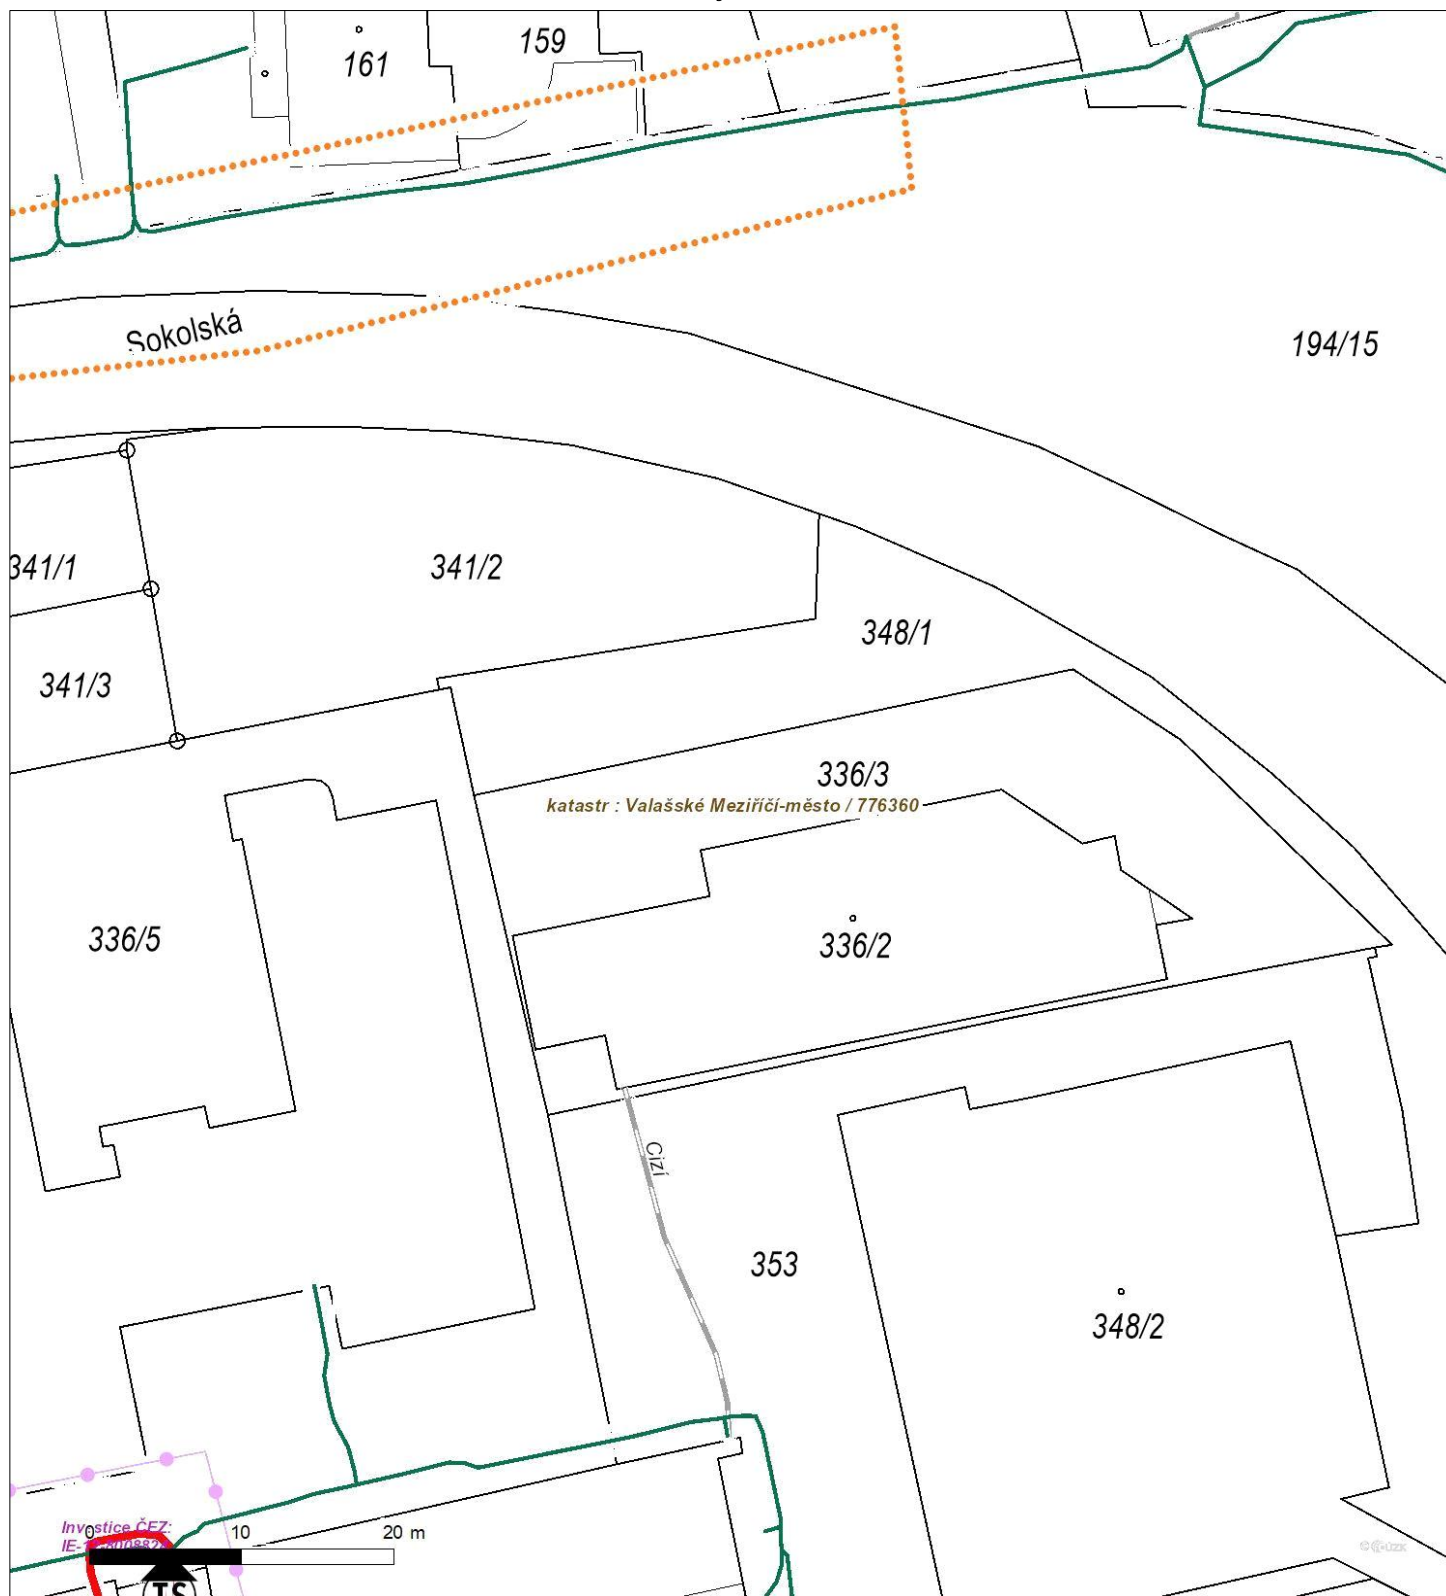 161
159
Sokolská
194/15
341/1
341/2
348/1
341/3
336/3
katastr : Valašské Meziříčí-město / 776360
336/5
336/2
Cizí
353
348/2
Investice ČEZ:
0 10 20 m
TS
© ČÚZK